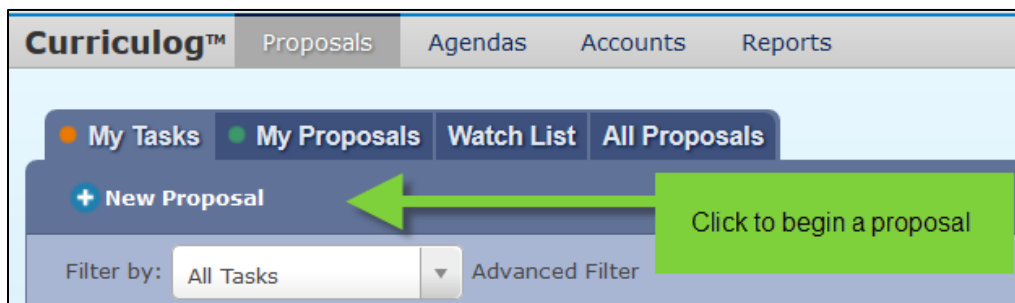 Curriculog™ Proposals Agendas Accounts Reports
My Tasks My Proposals Watch List All Proposals
New Proposal
Click to begin a proposal
Filter by: All Tasks Advanced Filter